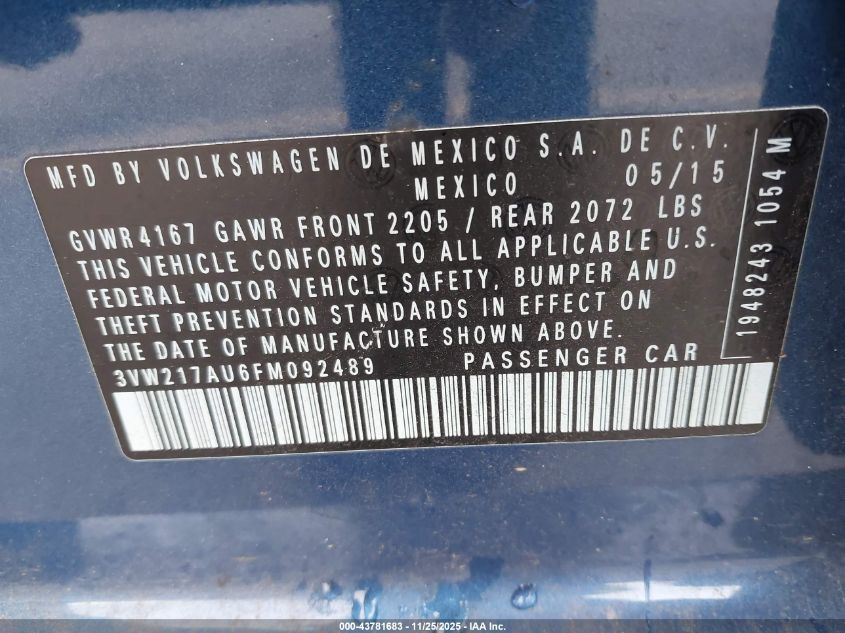 MFD BY VOLKSWAGEN DE MEXICO S.A. DE C.V.
MEXICO 05/15
GVWR 4167 GAWR FRONT 2205 / REAR 2072 LBS
THIS VEHICLE CONFORMS TO ALL APPLICABLE U.S.
FEDERAL MOTOR VEHICLE SAFETY, BUMPER AND
THEFT PREVENTION STANDARDS IN EFFECT ON
THE DATE OF MANUFACTURE SHOWN ABOVE.
3VW217AU6FM092489 PASSENGER CAR
1948243 1054 M
000-43781683 - 11/25/2025 - IAA Inc.